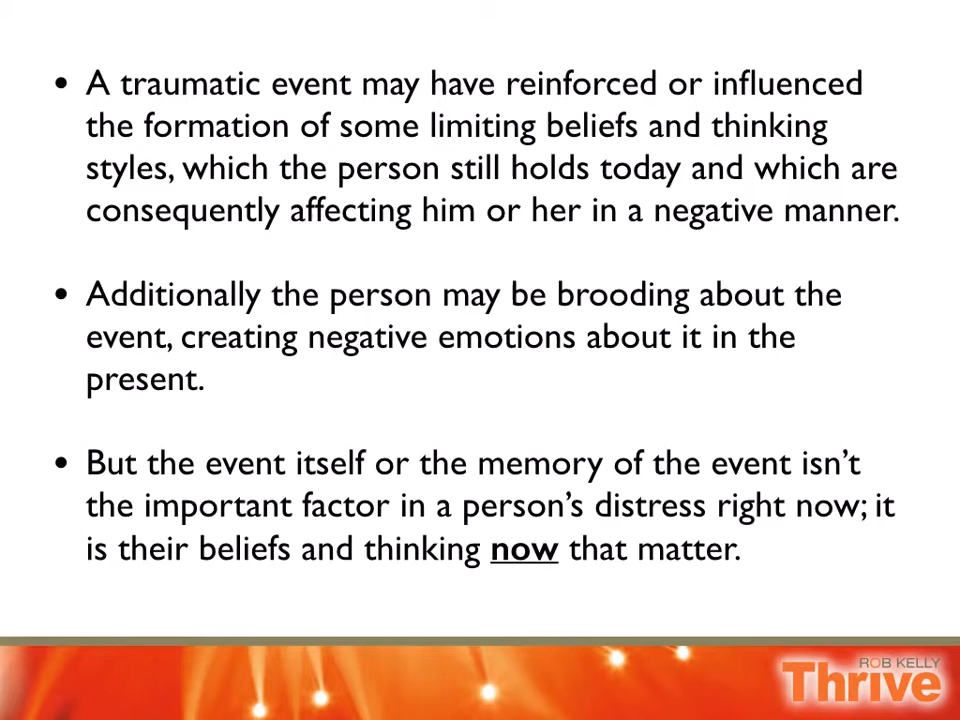 • A traumatic event may have reinforced or influenced
the formation of some limiting beliefs and thinking
styles, which the person still holds today and which are
consequently affecting him or her in a negative manner.
• Additionally the person may be brooding about the
event, creating negative emotions about it in the
present.
• But the event itself or the memory of the event isn’t
the important factor in a person’s distress right now; it
is their beliefs and thinking now that matter.
ROB KELLY
Thrive